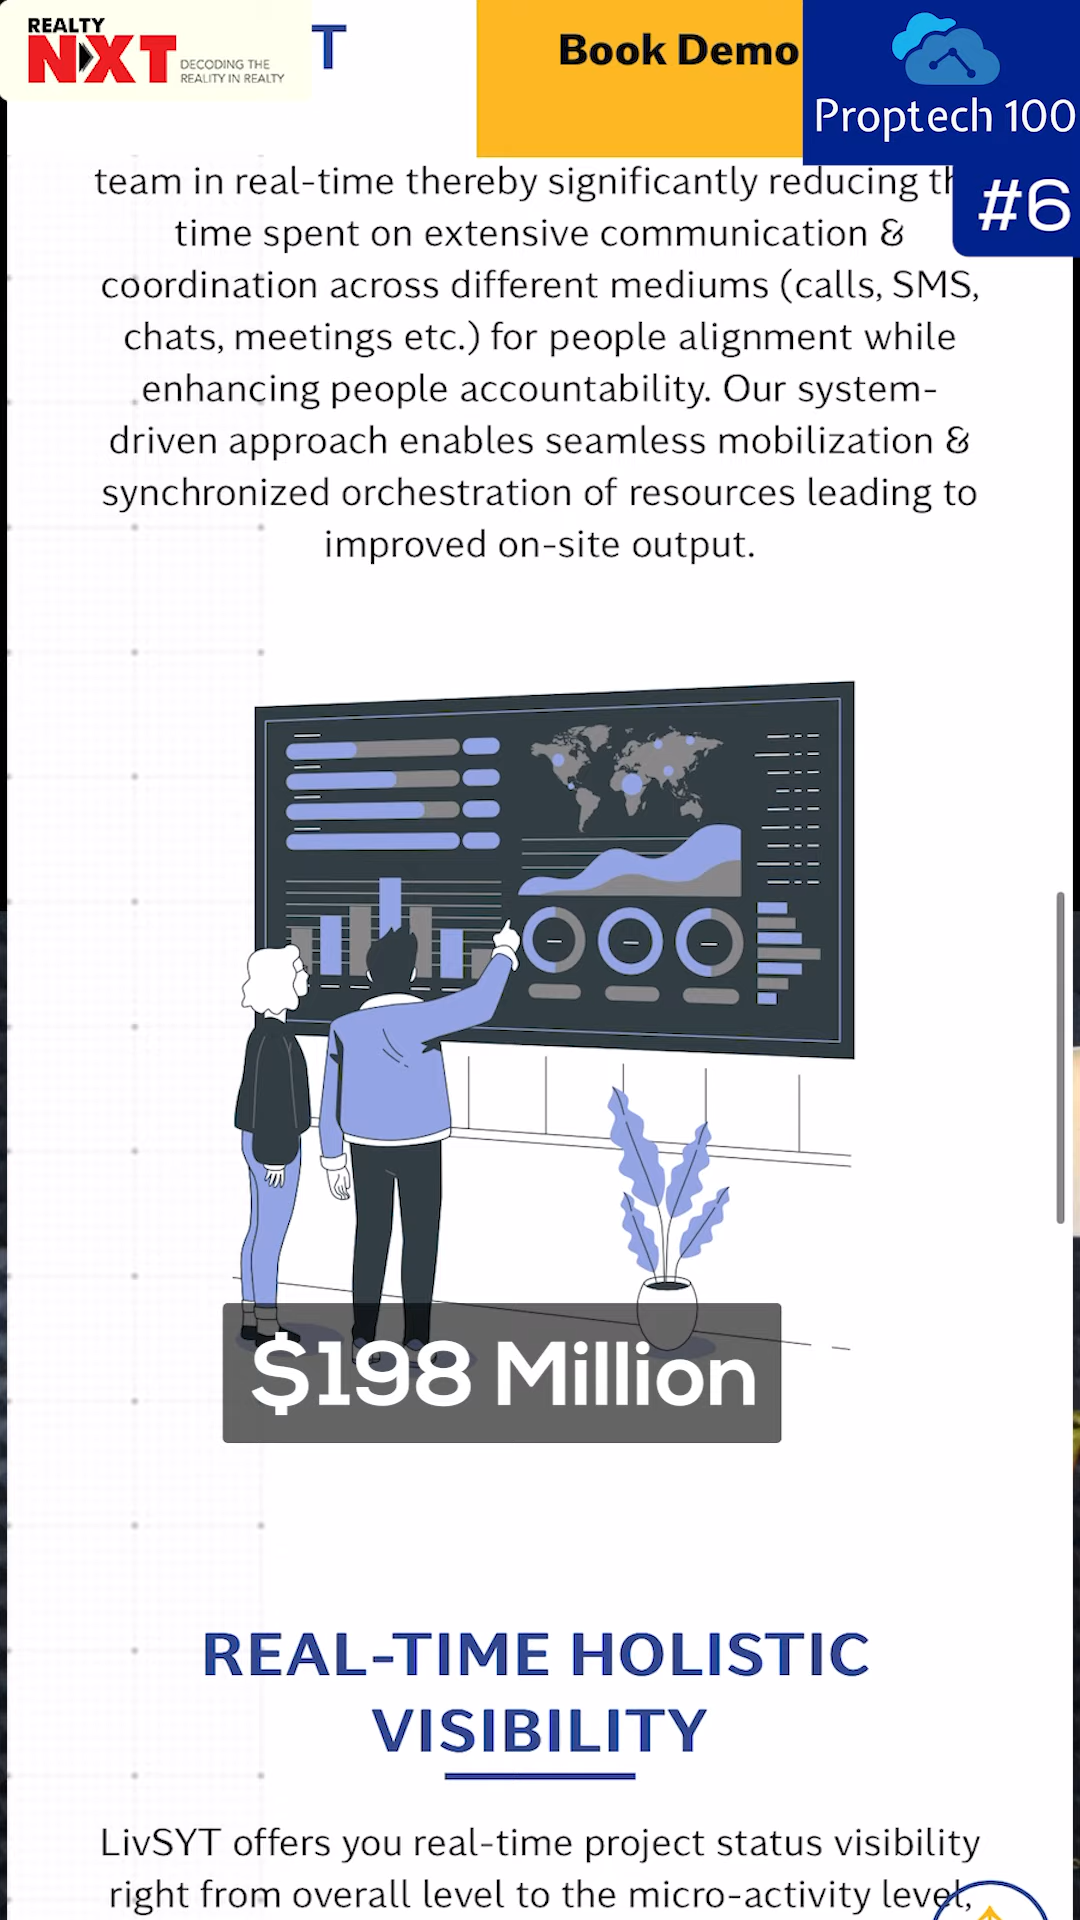 REALTY
NXT
DECODING THE
REALITY IN REALTY
T
Book Demo
Proptech 100
#6
team in real-time thereby significantly reducing th
time spent on extensive communication &
coordination across different mediums (calls, SMS,
chats, meetings etc.) for people alignment while
enhancing people accountability. Our system-
driven approach enables seamless mobilization &
synchronized orchestration of resources leading to
improved on-site output.
$198 Million
REAL-TIME HOLISTIC
VISIBILITY
LivSYT offers you real-time project status visibility
right from overall level to the micro-activity level,